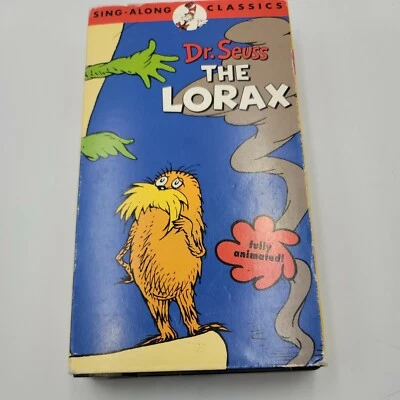 SING-ALONG CLASSICS
Dr. Seuss
THE
LORAX
fully
animated!